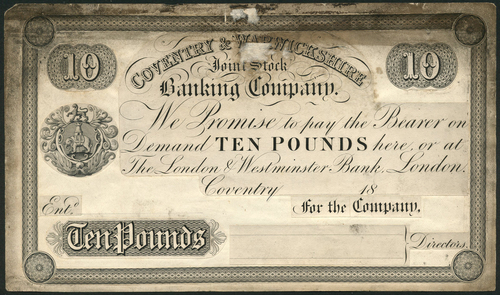 COVENTRY & WARWICKSHIRE
10 10
Joint Stock
Banking Company.
We Promise to pay the Bearer on
Demand TEN POUNDS here, or at
The London & Westminster Bank, London.
Coventry 18
Entd.
For the Company.
Ten Pounds
Directors.